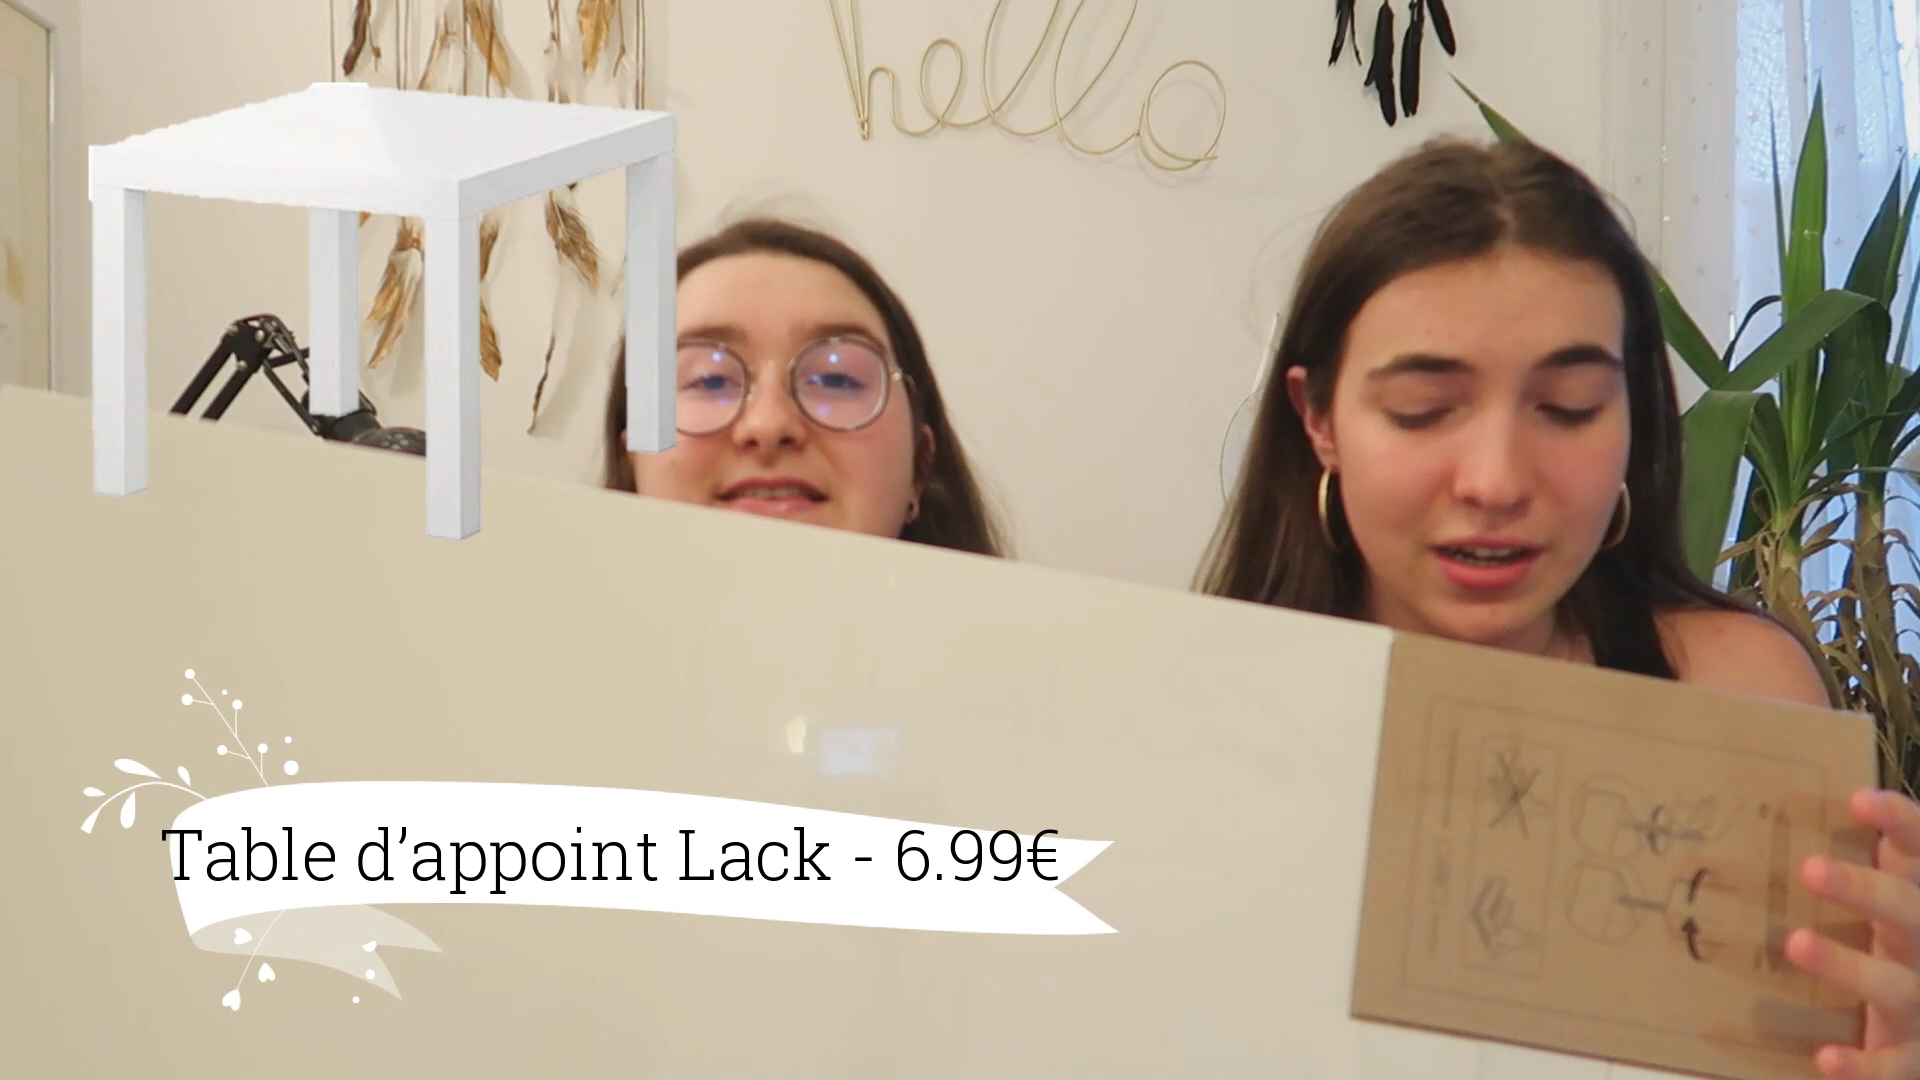 hello
Table d’appoint Lack - 6.99€